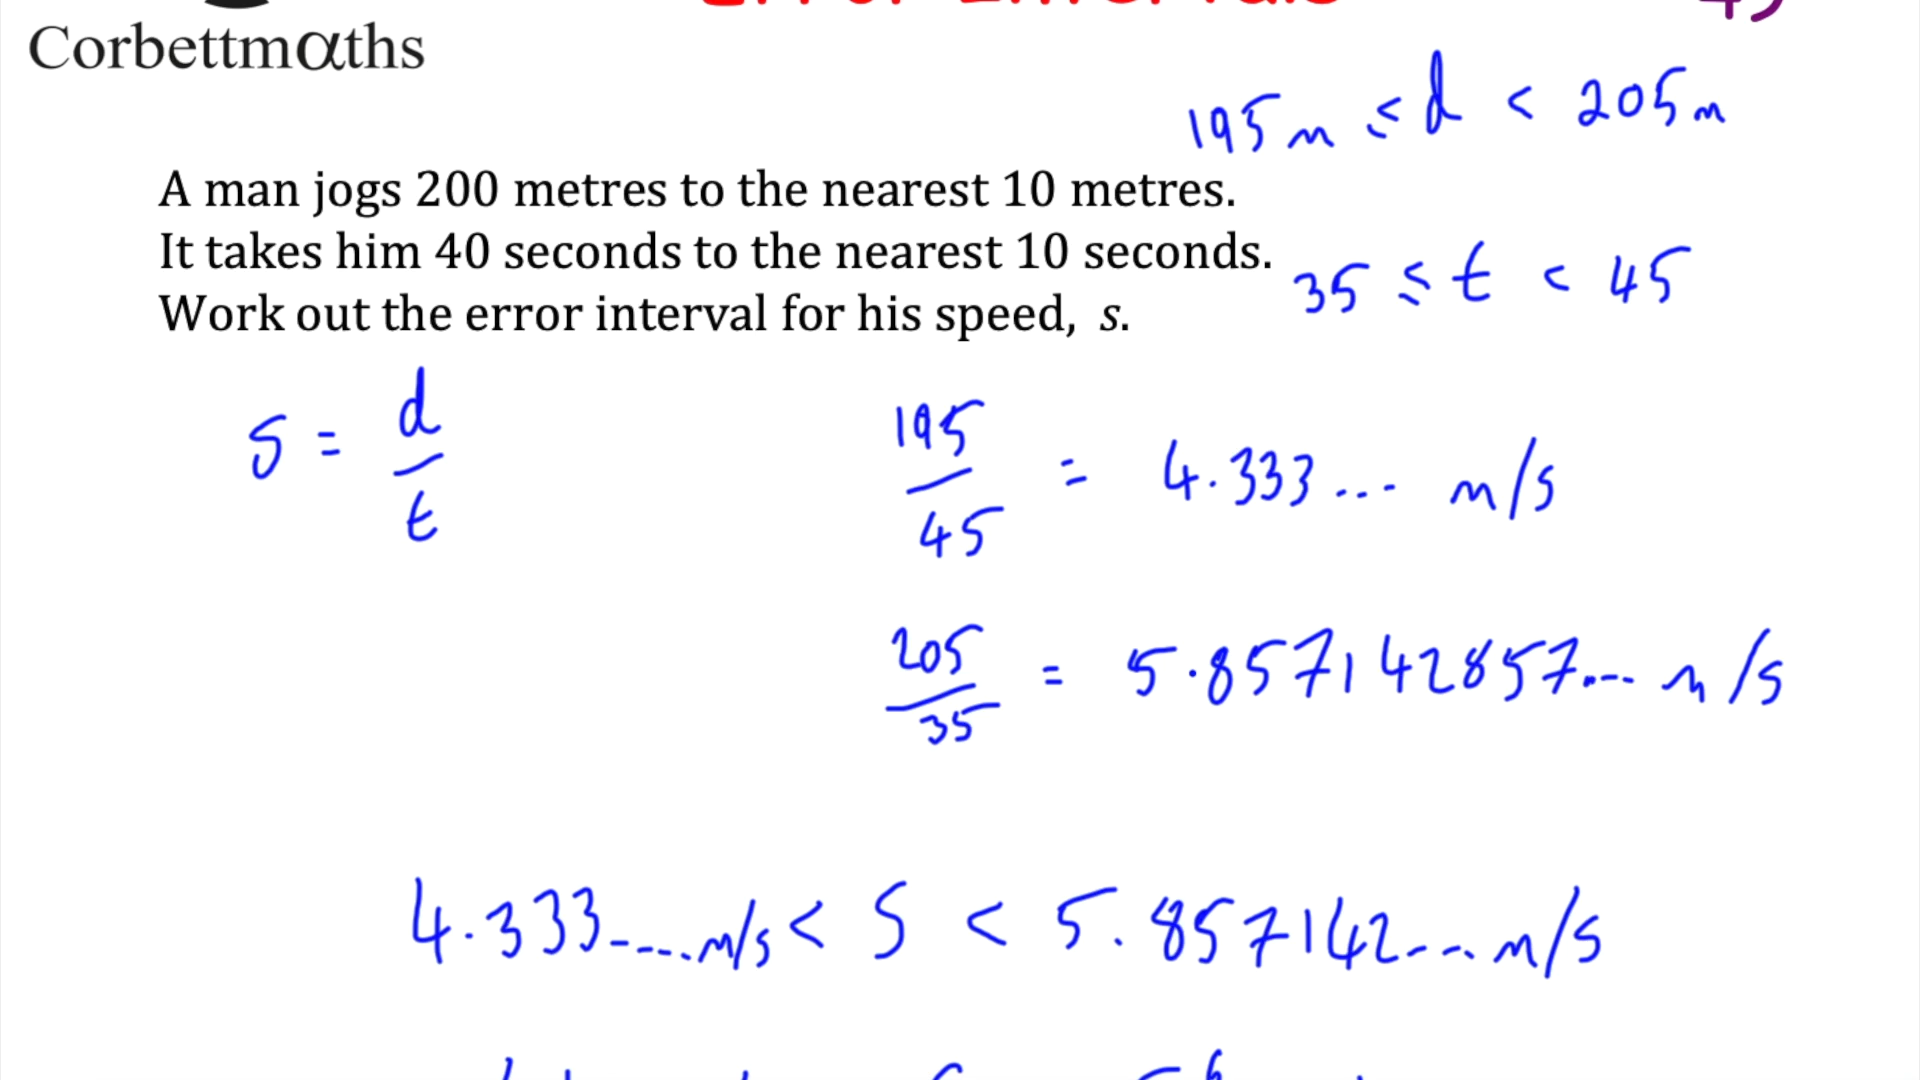 Error Intervals
Corbettmαths
195m ≤ d < 205m
A man jogs 200 metres to the nearest 10 metres.
It takes him 40 seconds to the nearest 10 seconds.
35 ≤ t < 45
Work out the error interval for his speed, s.
s = d/t
195/45 = 4.333... m/s
205/35 = 5.857142857... m/s
4.333.... m/s < s < 5.857142... m/s